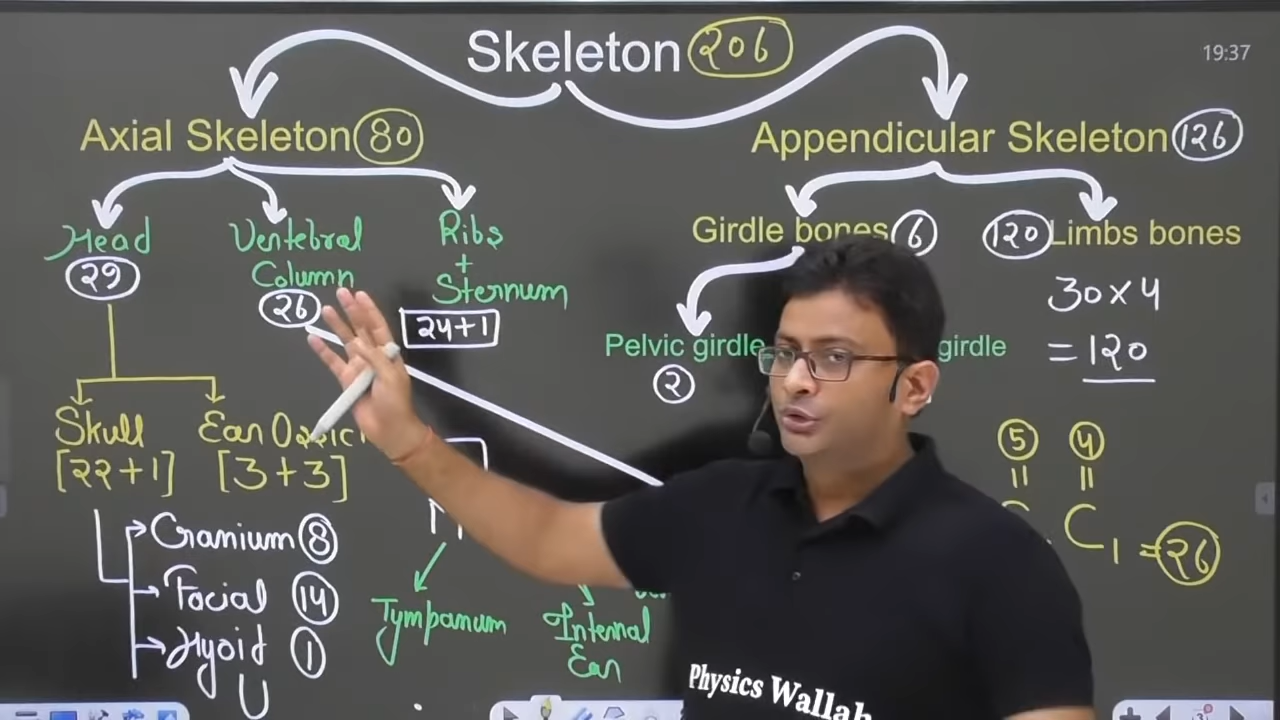 Skeleton 206
19:37
Axial Skeleton 80
Appendicular Skeleton 126
Head
29
Vertebral
Column
26
Ribs
+
Sternum
24+1
Girdle bones 6
120 Limbs bones
30 x 4
= 120
Pelvic girdle
2
girdle
Skull
[22+1]
Ear
[3+3]
Cranium 8
Facial 14
Hyoid 1
U
Tympanum
Internal
Ear
5
4
C1 = 26
Physics Wallah